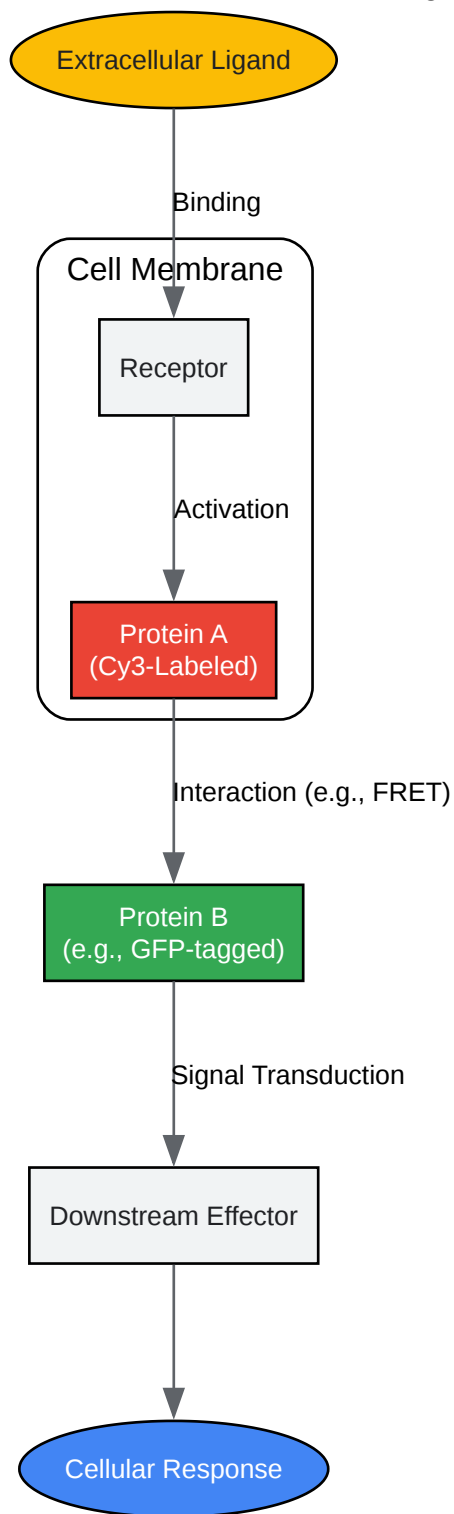 Extracellular Ligand
Binding
Cell Membrane
Receptor
Activation
Protein A
(Cy3-Labeled)
Interaction (e.g., FRET)
Protein B
(e.g., GFP-tagged)
Signal Transduction
Downstream Effector
Cellular Response